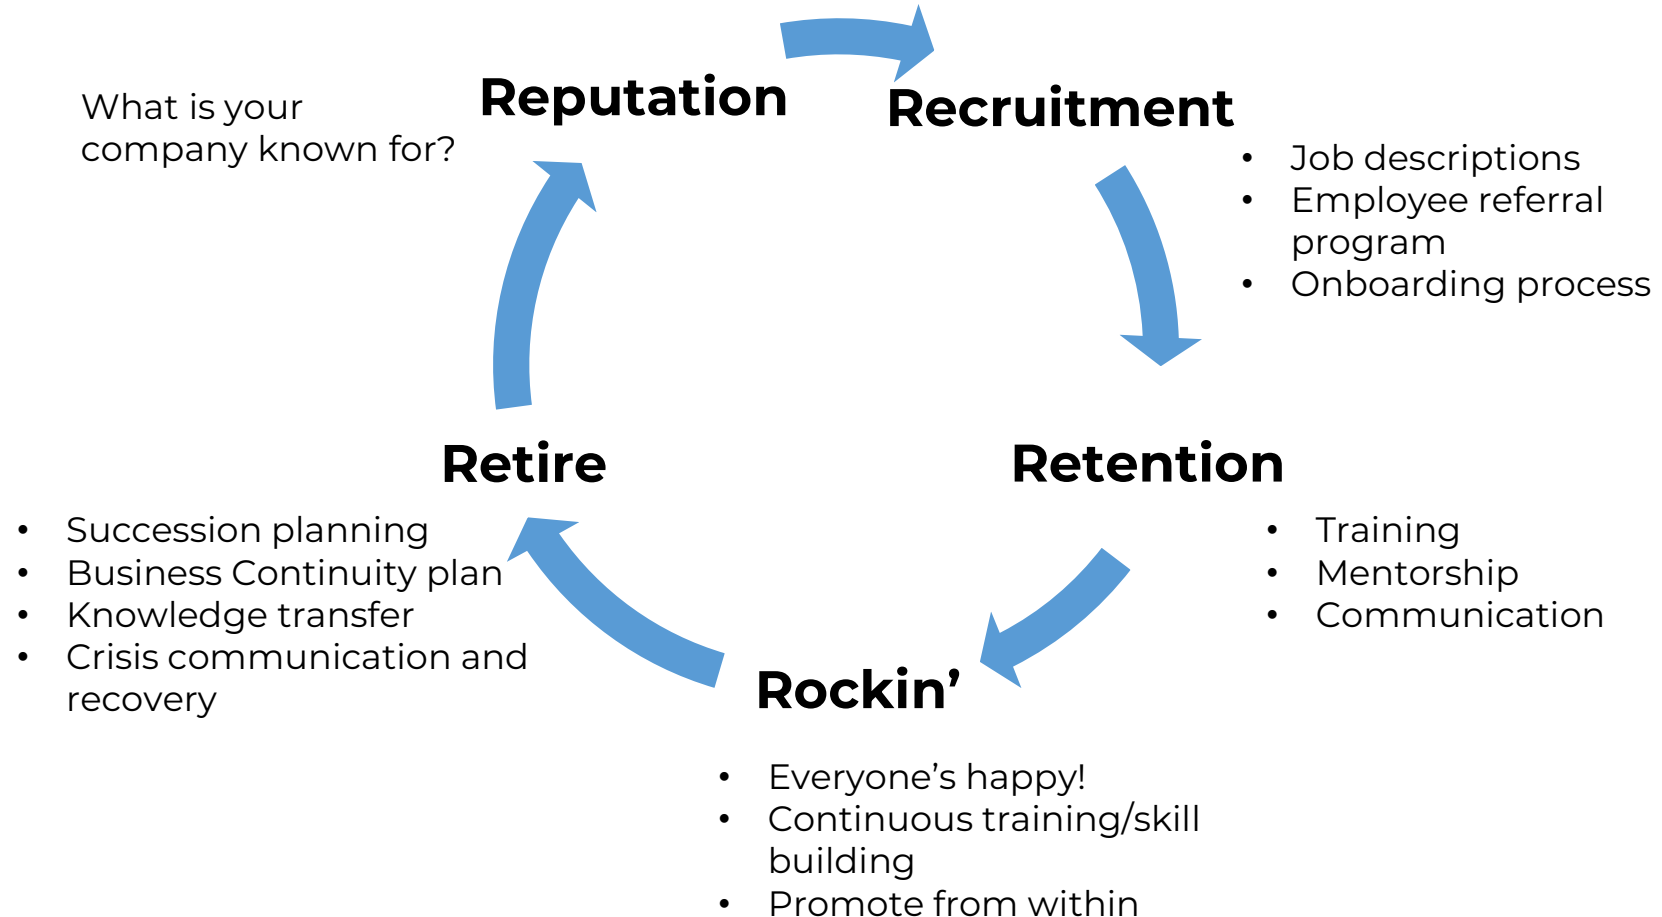 What is your
company known for?
Reputation
Recruitment
• Job descriptions
• Employee referral
program
• Onboarding process
Retention
• Training
• Mentorship
• Communication
Rockin’
• Everyone’s happy!
• Continuous training/skill
building
• Promote from within
Retire
• Succession planning
• Business Continuity plan
• Knowledge transfer
• Crisis communication and
recovery